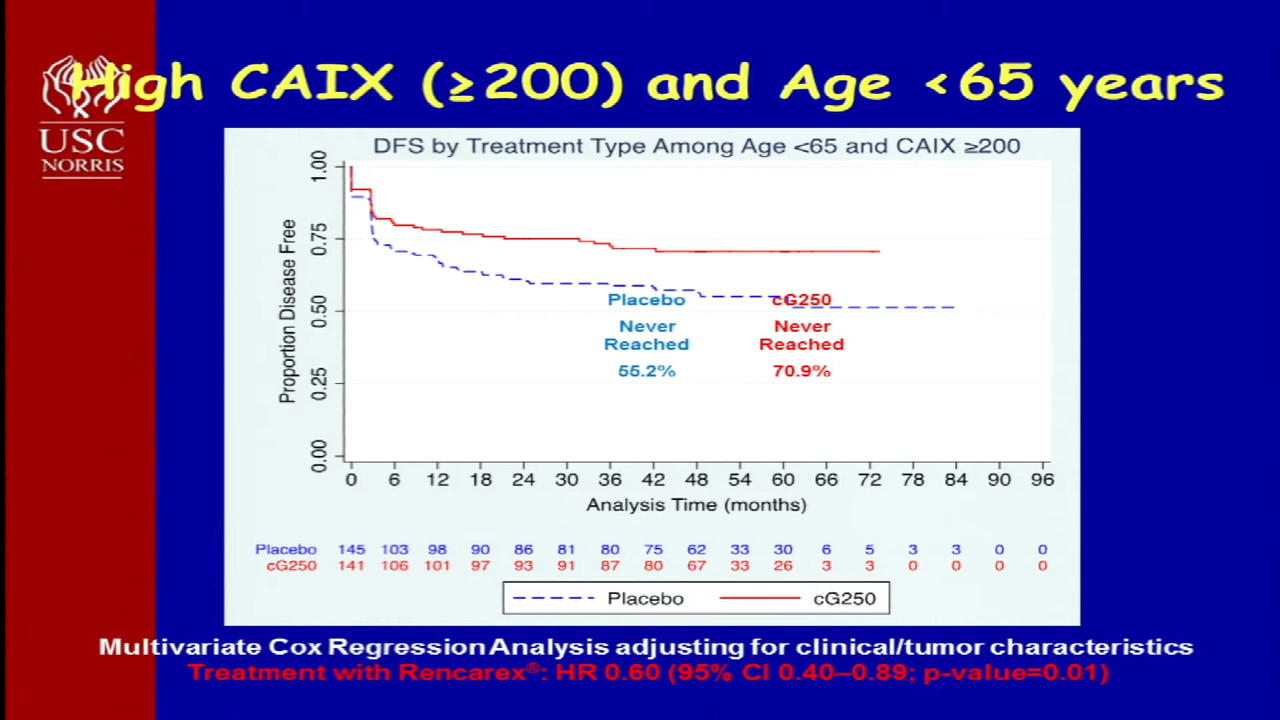 High CAIX (≥200) and Age <65 years
USC
NORRIS
DFS by Treatment Type Among Age <65 and CAIX ≥200
Proportion Disease Free
1.00
0.75
0.50
0.25
0.00
Placebo cG250
Never Reached Never Reached
55.2% 70.9%
0 6 12 18 24 30 36 42 48 54 60 66 72 78 84 90 96
Analysis Time (months)
Placebo 145 103 98 90 86 81 80 75 62 33 30 6 5 3 3 0 0
cG250 141 106 101 97 93 91 87 80 67 33 26 3 3 0 0 0 0
Placebo cG250
Multivariate Cox Regression Analysis adjusting for clinical/tumor characteristics
Treatment with Rencarex®: HR 0.60 (95% CI 0.40–0.89; p-value=0.01)